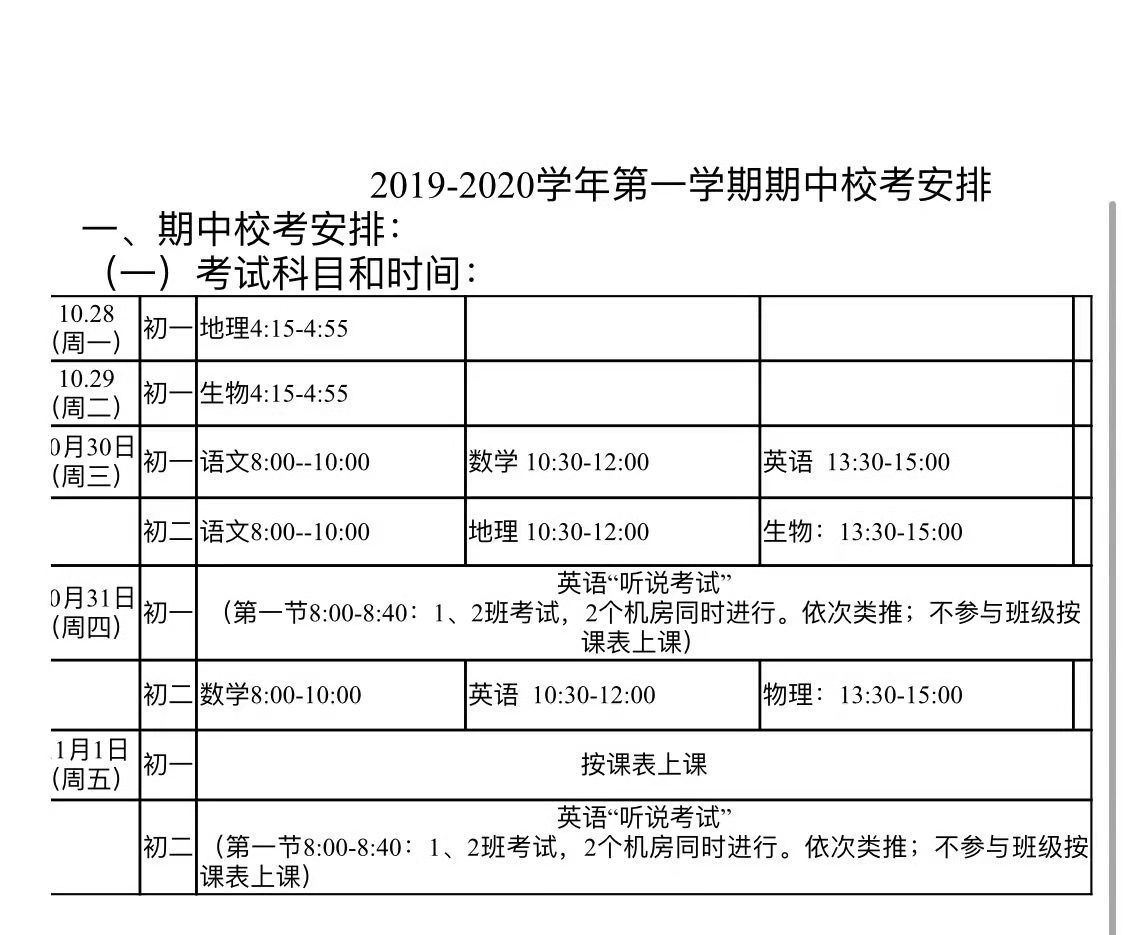 2019-2020学年第一学期期中校考安排
一、期中校考安排：
（一）考试科目和时间：
10.28
（周一）
初一
地理4:15-4:55
10.29
（周二）
初一
生物4:15-4:55
0月30日
（周三）
初一
语文8:00--10:00
数学 10:30-12:00
英语 13:30-15:00
初二
语文8:00--10:00
地理 10:30-12:00
生物：13:30-15:00
0月31日
（周四）
初一
英语“听说考试”
（第一节8:00-8:40：1、2班考试，2个机房同时进行。依次类推；不参与班级按
课表上课）
初二
数学8:00-10:00
英语 10:30-12:00
物理：13:30-15:00
1月1日
（周五）
初一
按课表上课
初二
英语“听说考试”
（第一节8:00-8:40：1、2班考试，2个机房同时进行。依次类推；不参与班级按
课表上课）